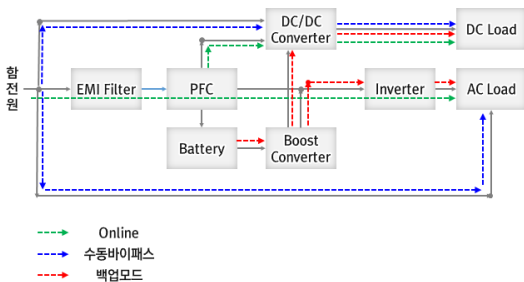 DC/DC
Converter
DC Load
함
전
원
EMI Filter
PFC
Inverter
AC Load
Battery
Boost
Converter
Online
수동바이패스
백업모드